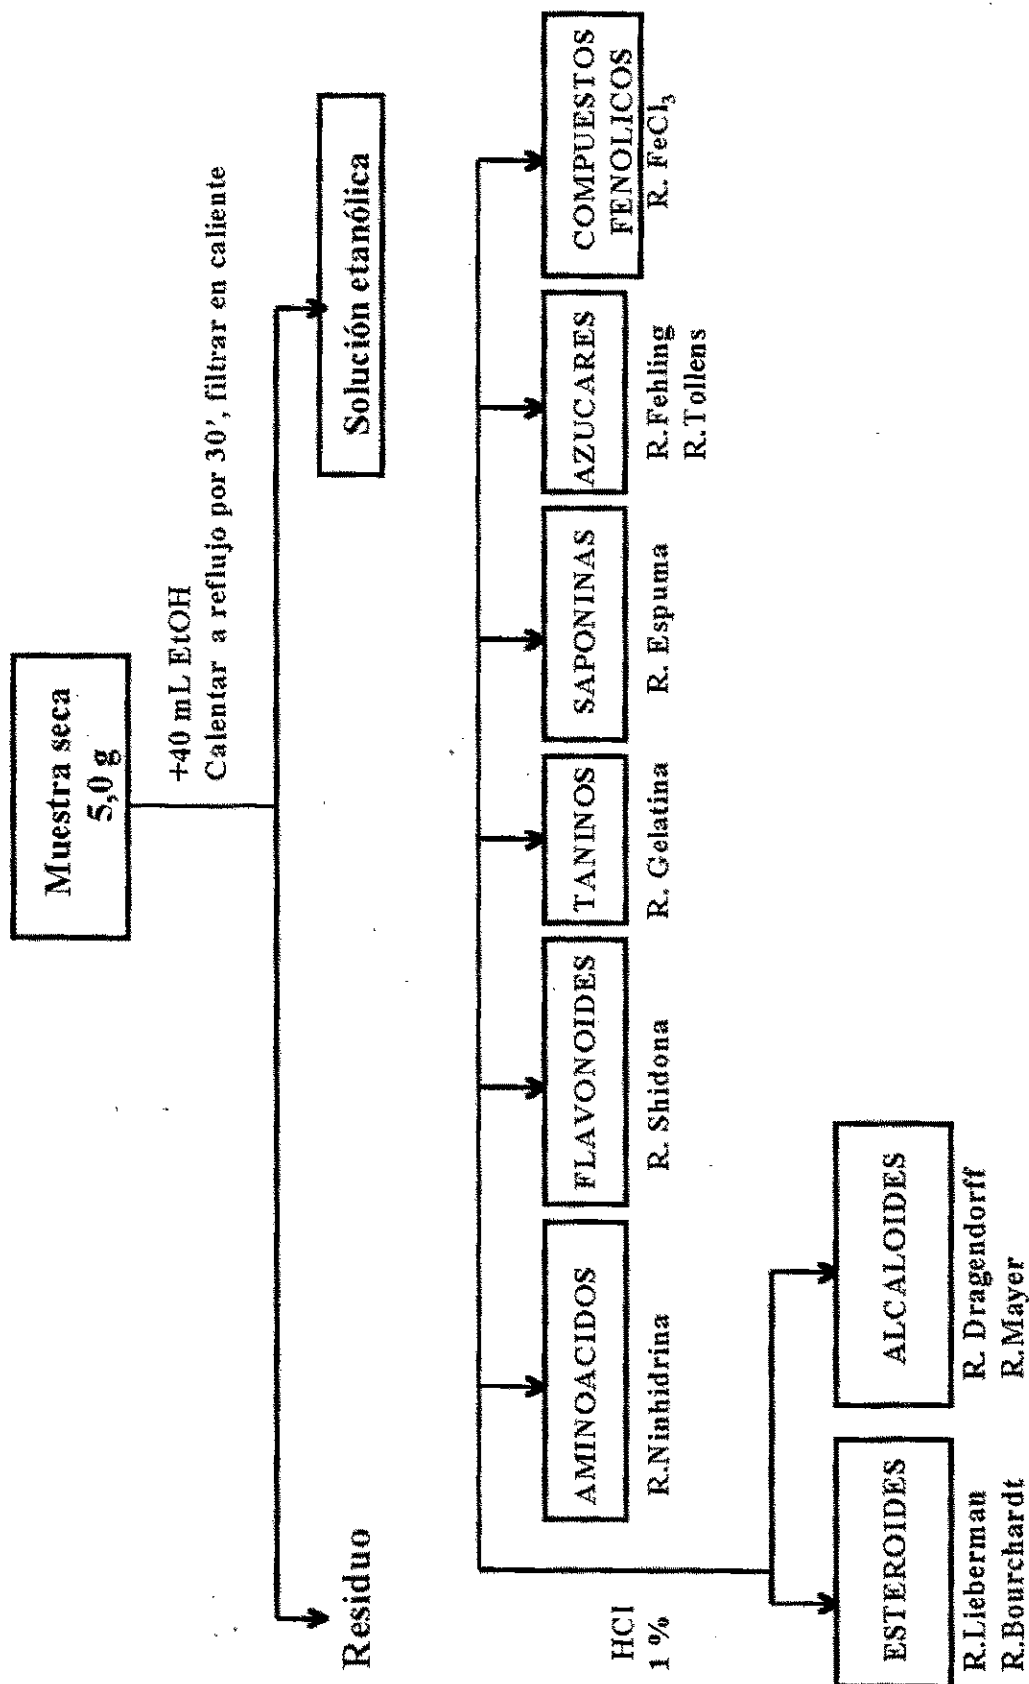 Muestra seca
5,0 g
+40 mL EtOH
Calentar a reflujo por 30', filtrar en caliente
Residuo
Solución etanólica
AMINOACIDOS
R.Ninhidrina
FLAVONOIDES
R. Shidona
TANINOS
R. Gelatina
SAPONINAS
R. Espuma
AZUCARES
R.Fehling
R.Tollens
COMPUESTOS
FENOLICOS
R. FeCl₃
HCl
1 %
ESTEROIDES
R.Lieberman
R.Bourchardt
ALCALOIDES
R. Dragendorff
R.Mayer